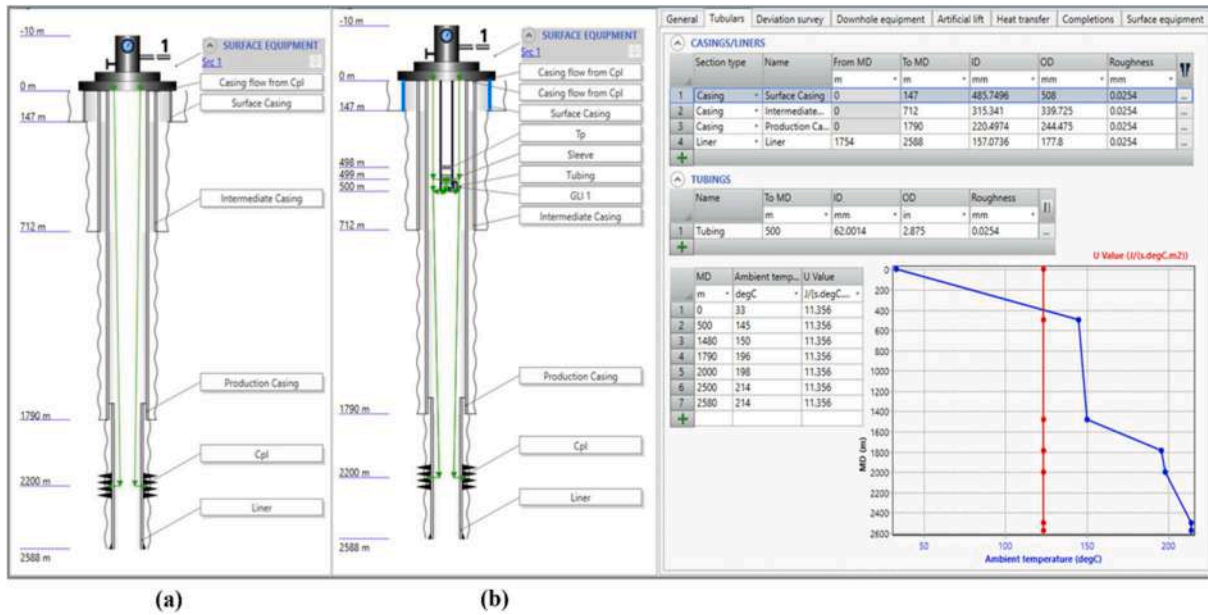 -10 m
1
SURFACE EQUIPMENT
Src 1
0 m
Casing flow from Cpl
Surface Casing
147 m
Intermediate Casing
712 m
Production Casing
1790 m
Cpl
2200 m
Liner
2588 m
(a)
-10 m
1
SURFACE EQUIPMENT
Src 1
0 m
Casing flow from Cpl
Casing flow from Cpl
147 m
Surface Casing
Tp
498 m
499 m
500 m
Sleeve
Tubing
GLI 1
Intermediate Casing
712 m
Production Casing
1790 m
Cpl
2200 m
Liner
2588 m
(b)
General Tubulars Deviation survey Downhole equipment Artificial lift Heat transfer Completions Surface equipment
CASINGS/LINERS
Section type Name From MD To MD ID OD Roughness
m m mm mm mm
1 Casing Surface Casing 0 147 485.7496 508 0.0254 ...
2 Casing Intermediate... 0 712 315.341 339.725 0.0254 ...
3 Casing Production Ca... 0 1790 220.4974 244.475 0.0254 ...
4 Liner Liner 1754 2588 157.0736 177.8 0.0254 ...
+
TUBINGS
Name To MD ID OD Roughness
m mm in mm
1 Tubing 500 62.0014 2.875 0.0254 ...
+
MD Ambient temp... U Value
m degC J/(s.degC....
1 0 33 11.356
2 500 145 11.356
3 1480 150 11.356
4 1790 196 11.356
5 2000 198 11.356
6 2500 214 11.356
7 2580 214 11.356
+
U Value (J/(s.degC.m2))
0
200
400
600
800
1000
1200
1400
1600
1800
2000
2200
2400
2600
MD (m)
50 100 150 200
Ambient temperature (degC)